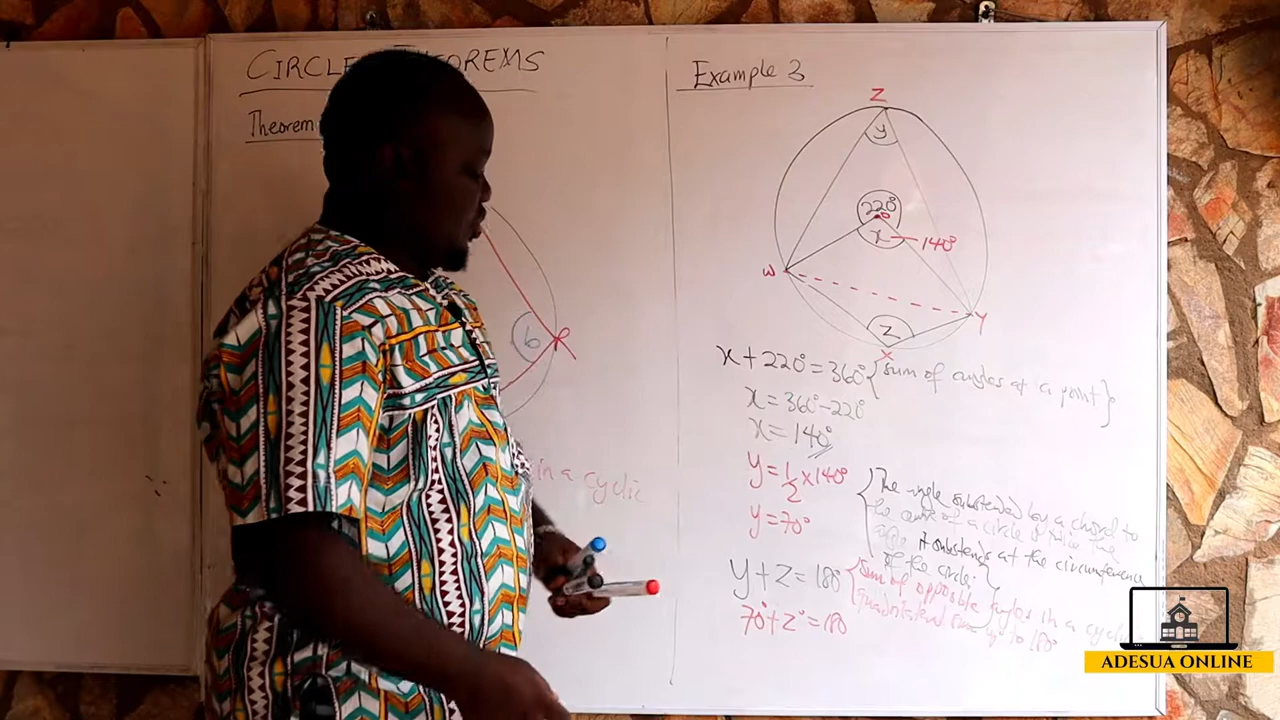 CIRCLE THEOREMS
Theorem
b
R
in a cyclic
Example 3
Z
y
220°
x
140°
W
Y
z
X
x + 220° = 360° {sum of angles at a point}
x = 360° - 220°
x = 140°
y = 1/2 x 140°
y = 70°
{The angle subtended by a chord to
the centre of a circle is twice the
angle it subtends at the circumference
of the circle.}
y + z = 180° {sum of opposite angles in a cyclic
quadrilateral sum up to 180°
70° + z° = 180
ADESUA ONLINE